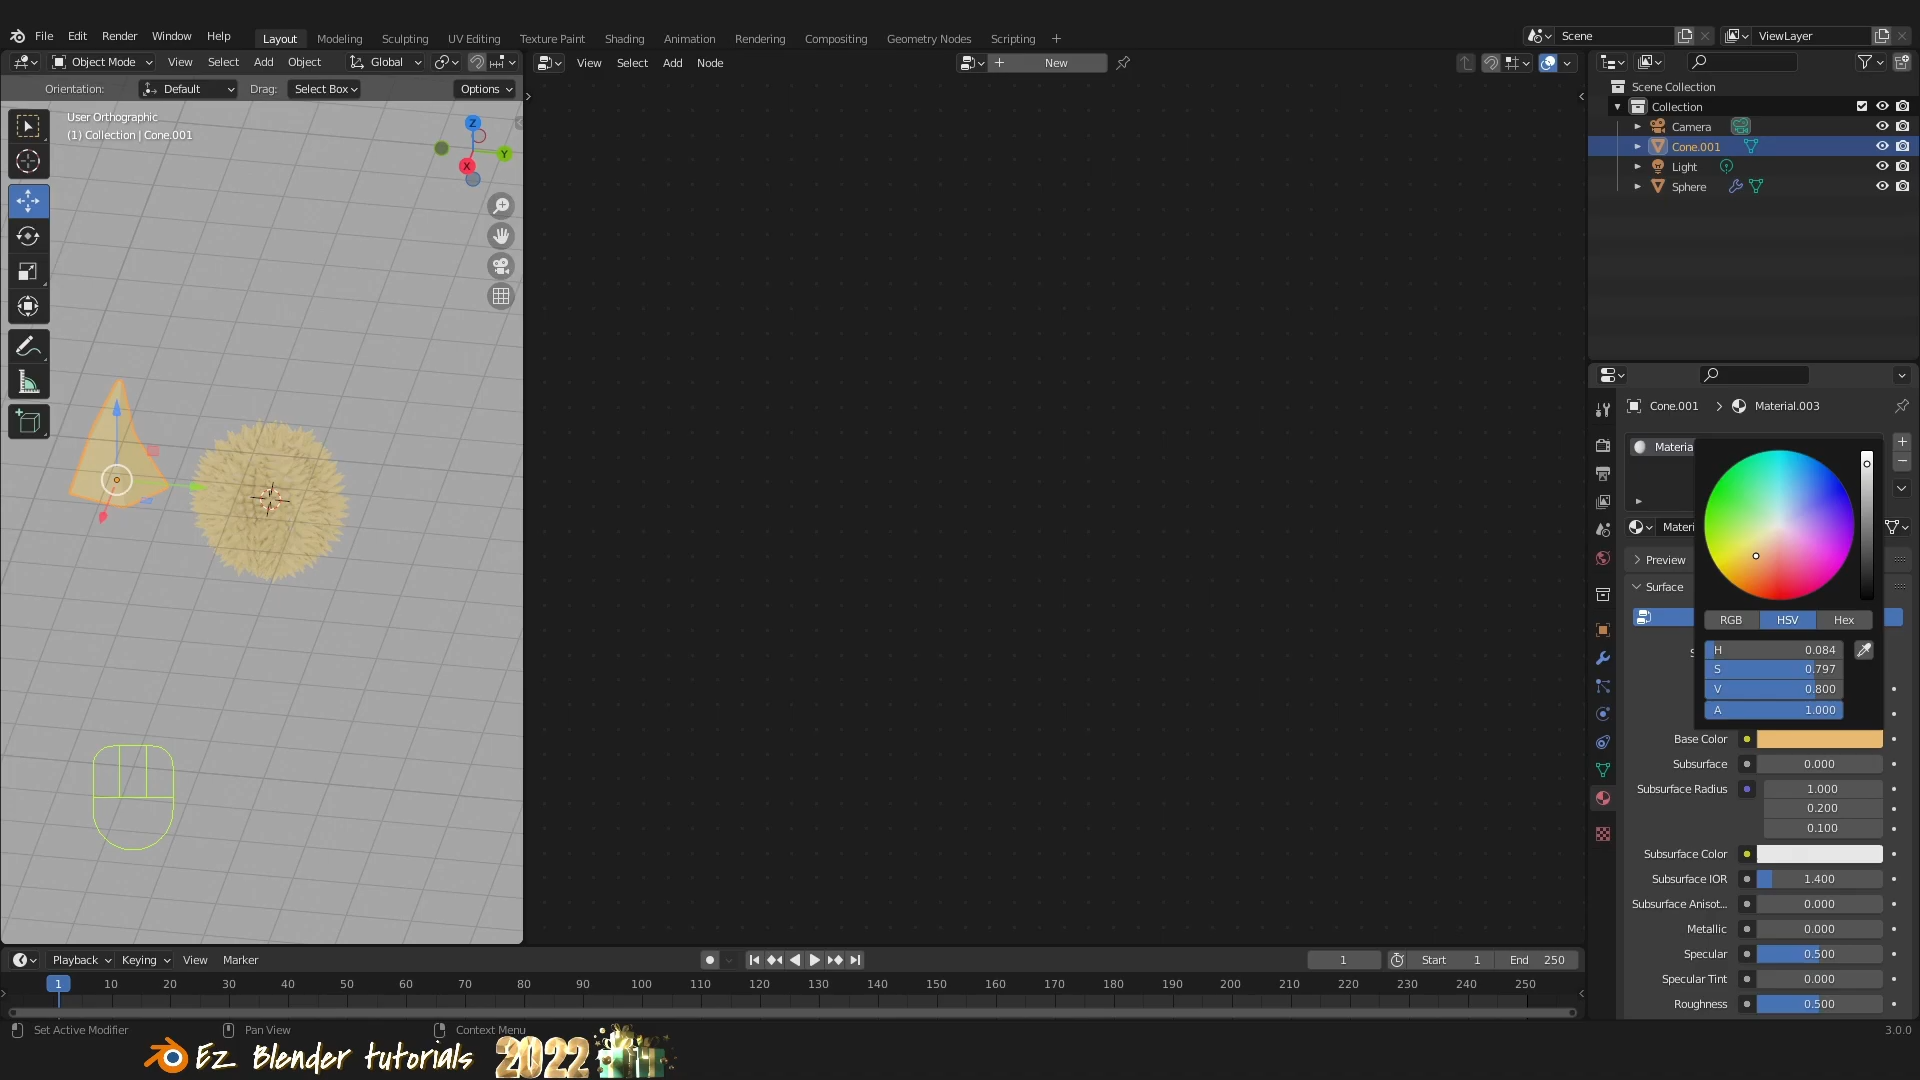 File Edit Render Window Help Layout Modeling Sculpting UV Editing Texture Paint Shading Animation Rendering Compositing Geometry Nodes Scripting + Scene ViewLayer
Object Mode View Select Add Object Global View Select Add Node New
Orientation: Default Drag: Select Box Options
User Orthographic
(1) Collection | Cone.001
Z
Y
X
Scene Collection
Collection
Camera
Cone.001
Light
Sphere
Cone.001 > Material.003
Materia
Materi
Preview
Surface
RGB HSV Hex
H 0.084
S 0.797
V 0.800
A 1.000
Base Color
Subsurface 0.000
Subsurface Radius 1.000
0.200
0.100
Subsurface Color
Subsurface IOR 1.400
Subsurface Anisot... 0.000
Metallic 0.000
Specular 0.500
Specular Tint 0.000
Roughness 0.500
Playback Keying View Marker 1 Start 1 End 250
1 10 20 30 40 50 60 70 80 90 100 110 120 130 140 150 160 170 180 190 200 210 220 230 240 250
Set Active Modifier Pan View Context Menu 3.0.0
Ez Blender tutorials 2022